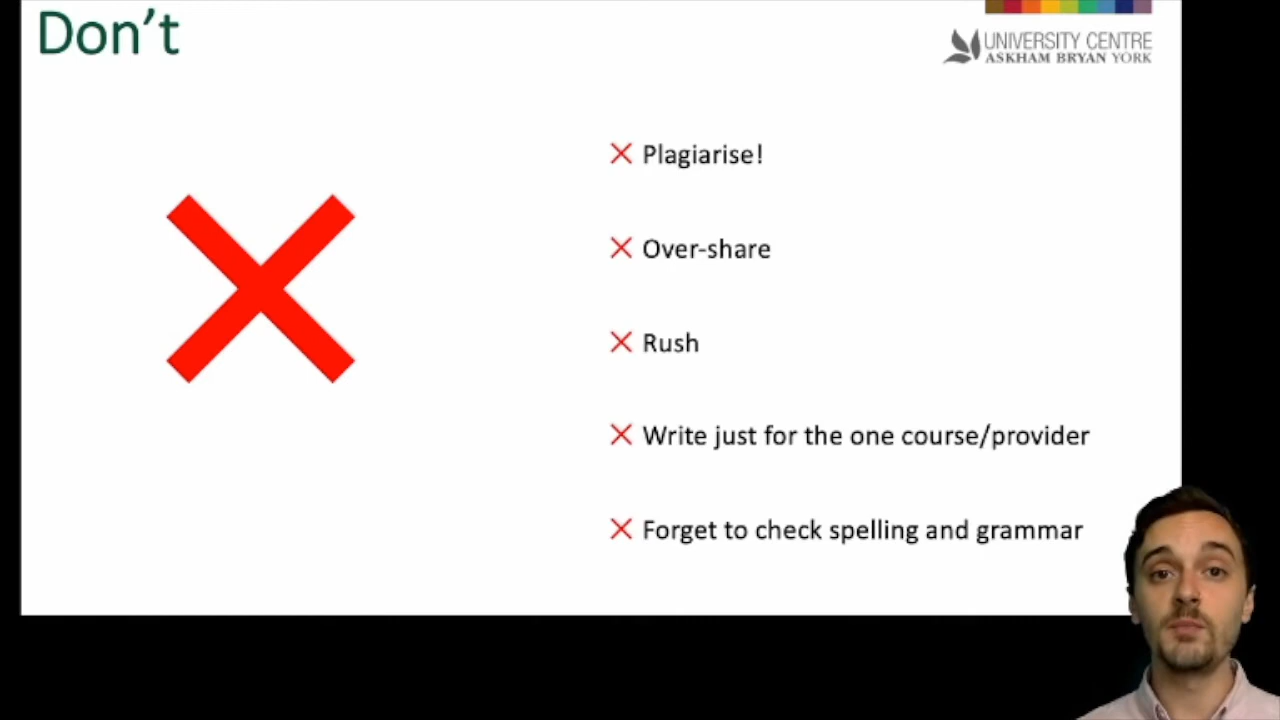 Don't
UNIVERSITY CENTRE
ASKHAM BRYAN YORK
Plagiarise!
Over-share
Rush
Write just for the one course/provider
Forget to check spelling and grammar